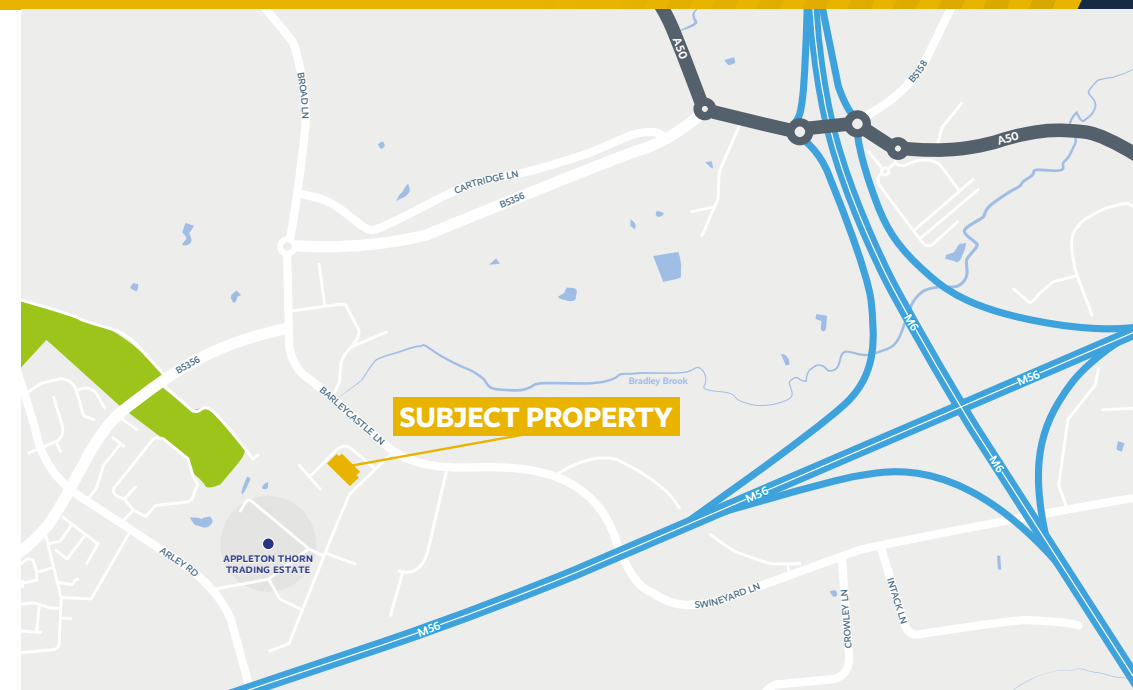 A50
B5158
BROAD LN
A50
CARTRIDGE LN
B5356
M6
B5356
M56
Bradley Brook
BARLEYCASTLE LN
SUBJECT PROPERTY
M6
M56
APPLETON THORN
TRADING ESTATE
ARLEY RD
SWINEYARD LN
INTACK LN
CROWLEY LN
M56